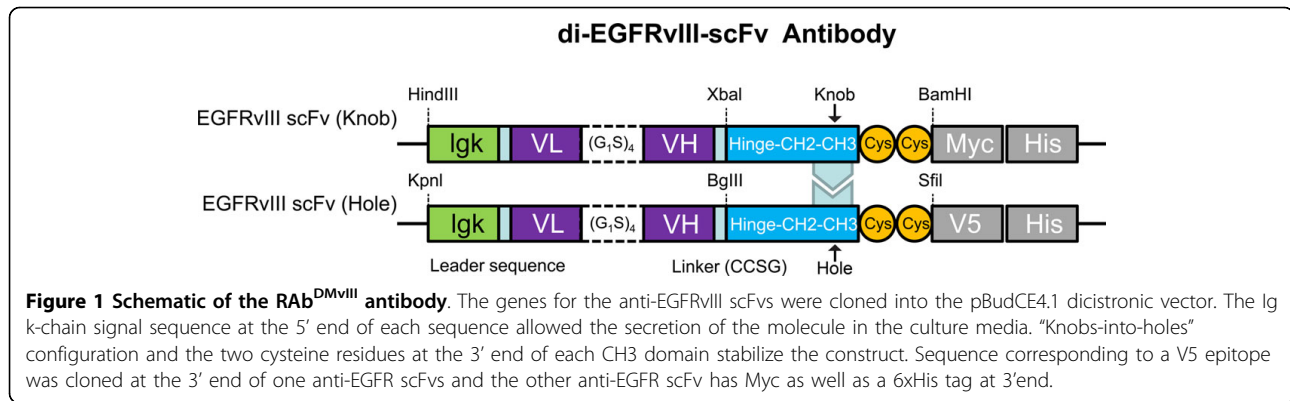 di-EGFRvIII-scFv Antibody
HindIII XbaI Knob BamHI
EGFRvIII scFv (Knob)
Igk VL (G₁S)₄ VH Hinge-CH2-CH3 Cys Cys Myc His
KpnI BgIII SfiI
EGFRvIII scFv (Hole)
Igk VL (G₁S)₄ VH Hinge-CH2-CH3 Cys Cys V5 His
Leader sequence Linker (CCSG) Hole
Figure 1 Schematic of the RAb^DMvIII antibody. The genes for the anti-EGFRvIII scFvs were cloned into the pBudCE4.1 dicistronic vector. The Ig
k-chain signal sequence at the 5' end of each sequence allowed the secretion of the molecule in the culture media. "Knobs-into-holes"
configuration and the two cysteine residues at the 3' end of each CH3 domain stabilize the construct. Sequence corresponding to a V5 epitope
was cloned at the 3' end of one anti-EGFR scFvs and the other anti-EGFR scFv has Myc as well as a 6xHis tag at 3'end.